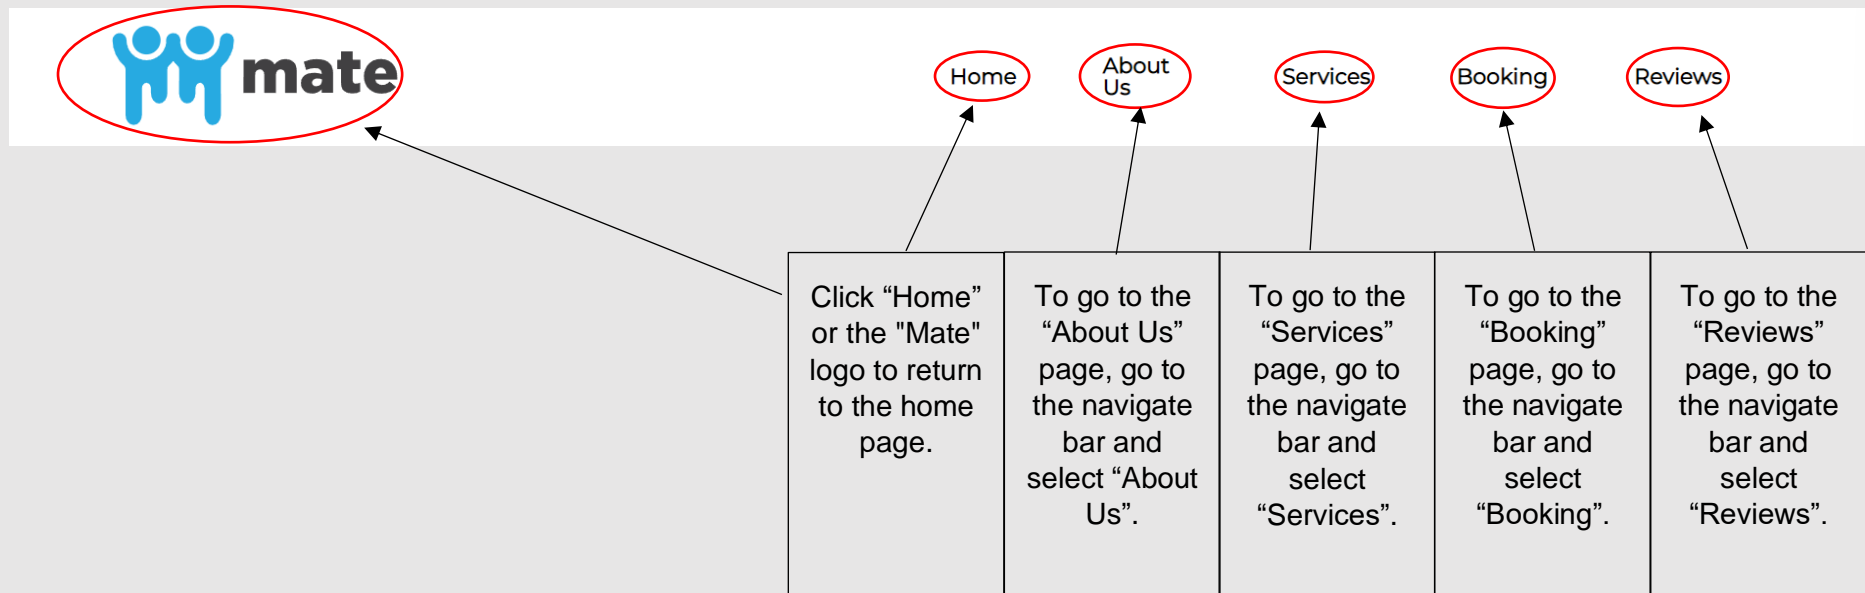 mate
Home
About
Us
Services
Booking
Reviews
Click “Home”
or the "Mate"
logo to return
to the home
page.
To go to the
“About Us”
page, go to
the navigate
bar and
select “About
Us”.
To go to the
“Services”
page, go to
the navigate
bar and
select
“Services”.
To go to the
“Booking”
page, go to
the navigate
bar and
select
“Booking”.
To go to the
“Reviews”
page, go to
the navigate
bar and
select
“Reviews”.